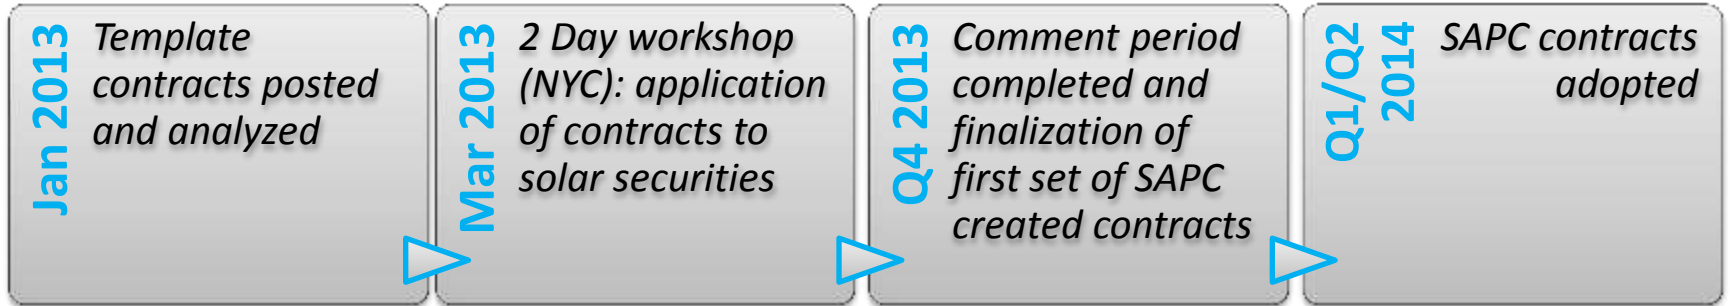 Jan 2013
Template
contracts posted
and analyzed
Mar 2013
2 Day workshop
(NYC): application
of contracts to
solar securities
Q4 2013
Comment period
completed and
finalization of
first set of SAPC
created contracts
Q1/Q2
2014
SAPC contracts
adopted